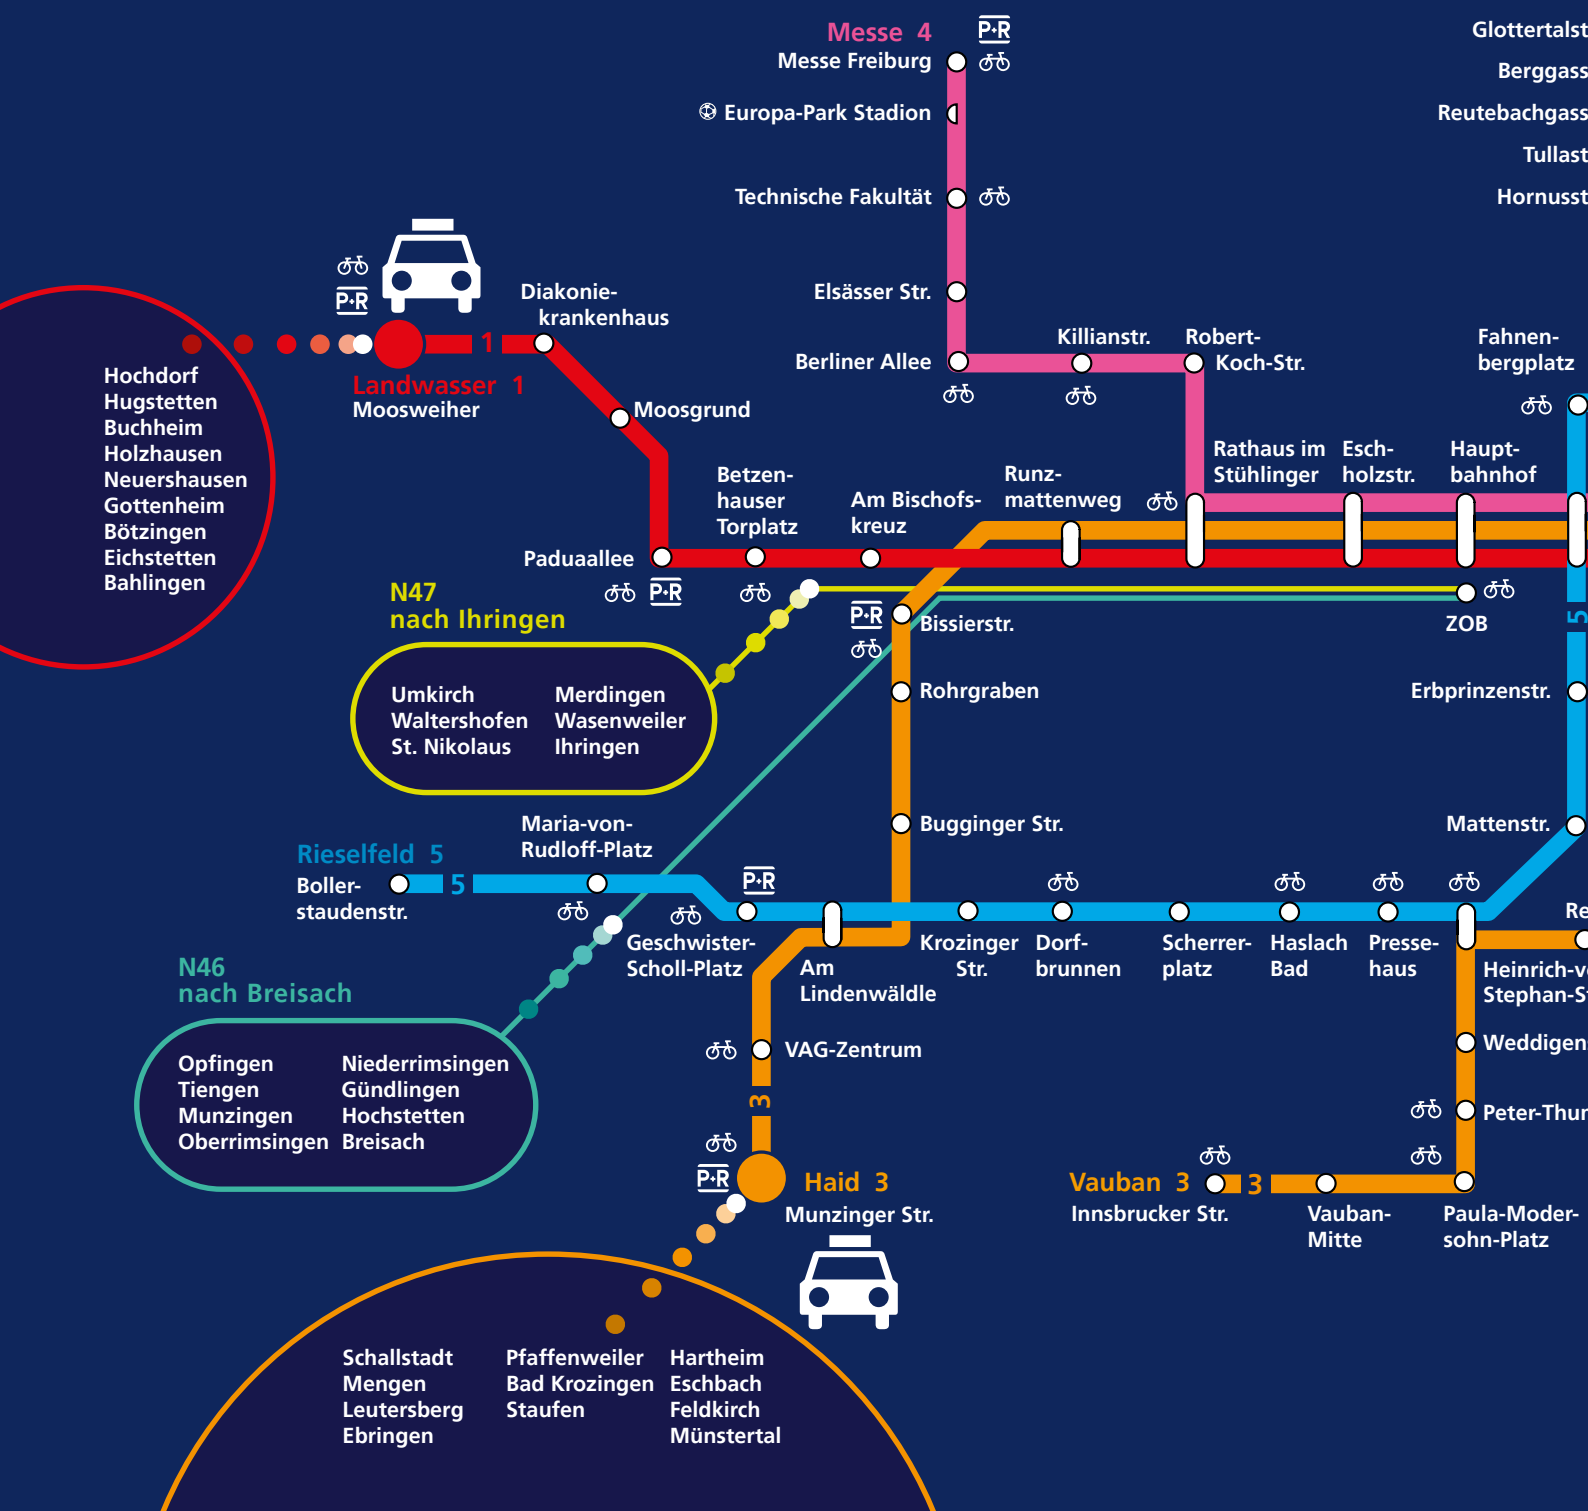 Messe 4
Messe Freiburg
P+R
Europa-Park Stadion
Technische Fakultät
Elsässer Str.
Berliner Allee
Killianstr.
Robert-
Koch-Str.
Glottertalst
Berggass
Reutebachgass
Tullast
Hornusst
Fahnen-
bergplatz
P+R
1
Landwasser 1
Moosweiher
Diakonie-
krankenhaus
Moosgrund
Hochdorf
Hugstetten
Buchheim
Holzhausen
Neuershausen
Gottenheim
Bötzingen
Eichstetten
Bahlingen
Paduaallee
P+R
Betzen-
hauser
Torplatz
Am Bischofs-
kreuz
Runz-
mattenweg
Rathaus im
Stühlinger
Esch-
holzstr.
Haupt-
bahnhof
N47
nach Ihringen
Umkirch
Waltershofen
St. Nikolaus
Merdingen
Wasenweiler
Ihringen
P+R
Bissierstr.
ZOB
5
Rohrgraben
Erbprinzenstr.
Bugginger Str.
Mattenstr.
Rieselfeld 5
Boller-
staudenstr.
5
Maria-von-
Rudloff-Platz
P+R
Geschwister-
Scholl-Platz
Am
Lindenwäldle
Krozinger
Str.
Dorf-
brunnen
Scherrer-
platz
Haslach
Bad
Presse-
haus
Re
Heinrich-vo
Stephan-St
Weddigens
Peter-Thun
N46
nach Breisach
Opfingen
Tiengen
Munzingen
Oberrimsingen
Niederrimsingen
Gündlingen
Hochstetten
Breisach
VAG-Zentrum
3
P+R
Haid 3
Munzinger Str.
Vauban 3
Innsbrucker Str.
3
Vauban-
Mitte
Paula-Moder-
sohn-Platz
Schallstadt
Mengen
Leutersberg
Ebringen
Pfaffenweiler
Bad Krozingen
Staufen
Hartheim
Eschbach
Feldkirch
Münstertal